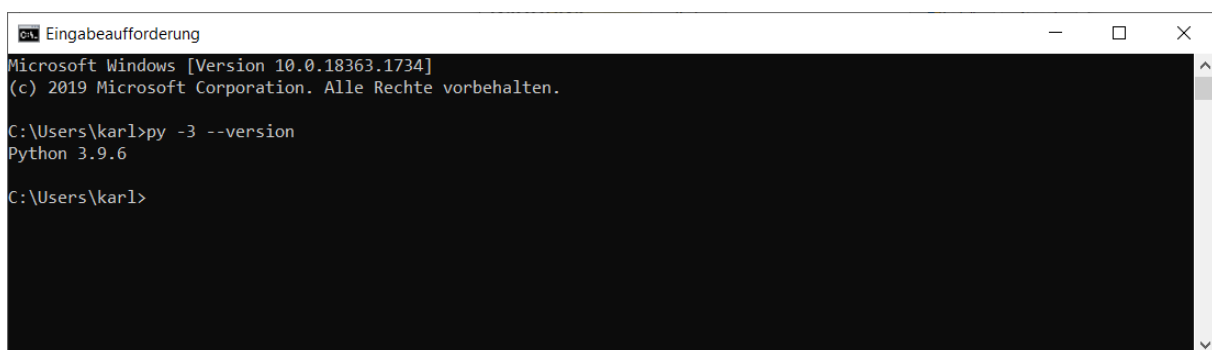 Eingabeaufforderung
Microsoft Windows [Version 10.0.18363.1734]
(c) 2019 Microsoft Corporation. Alle Rechte vorbehalten.
C:\Users\karl>py -3 --version
Python 3.9.6
C:\Users\karl>